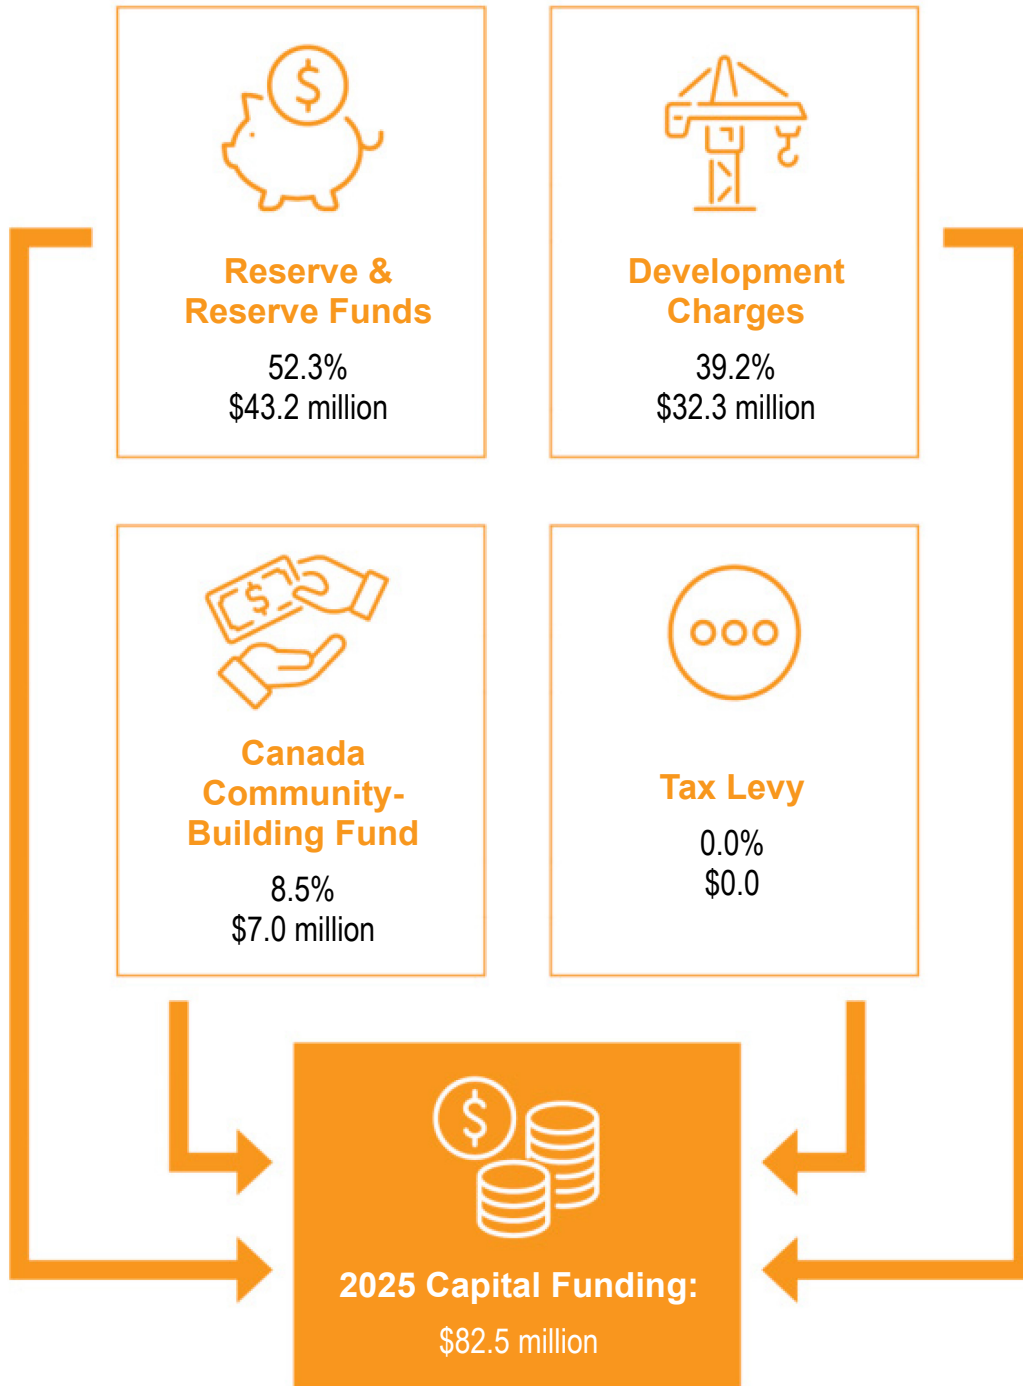 $
Reserve &
Reserve Funds
52.3%
$43.2 million
Development
Charges
39.2%
$32.3 million
$
Canada
Community-
Building Fund
8.5%
$7.0 million
Tax Levy
0.0%
$0.0
$
2025 Capital Funding:
$82.5 million